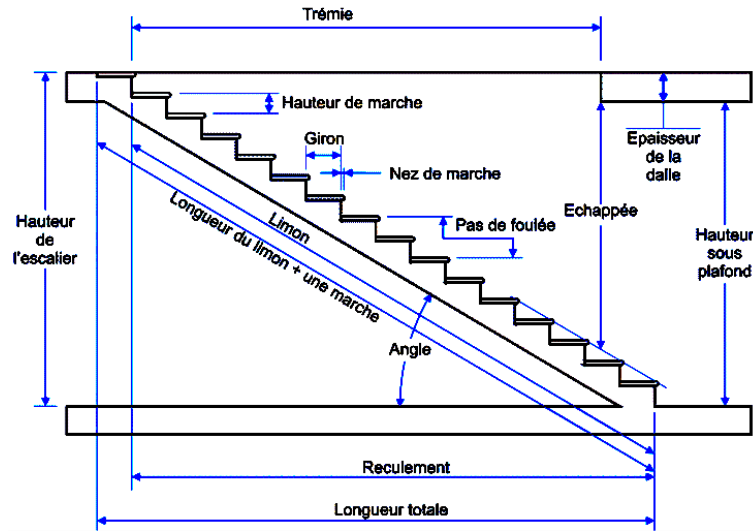 Trémie
Hauteur de marche
Giron
Epaisseur
de la
dalle
Nez de marche
Hauteur
de
l'escalier
Limon
Longueur du limon + une marche
Pas de foulée
Echappée
Hauteur
sous
plafond
Angle
Reculement
Longueur totale